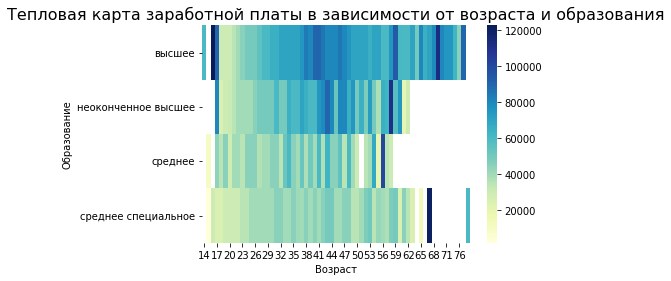 Тепловая карта заработной платы в зависимости от возраста и образования
высшее
неоконченное высшее
среднее
среднее специальное
Образование
14 17 20 23 26 29 32 35 38 41 44 47 50 53 56 59 62 65 68 71 76
Возраст
120000
100000
80000
60000
40000
20000